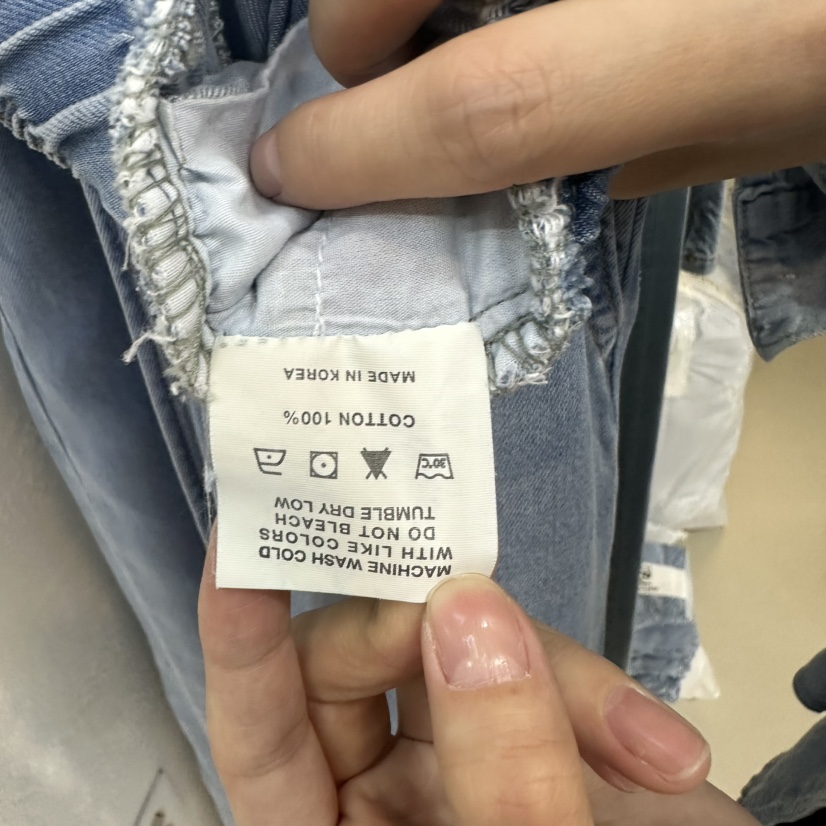 MACHINE WASH COLD
WITH LIKE COLORS
DO NOT BLEACH
TUMBLE DRY LOW
30°C
COTTON 100%
MADE IN KOREA